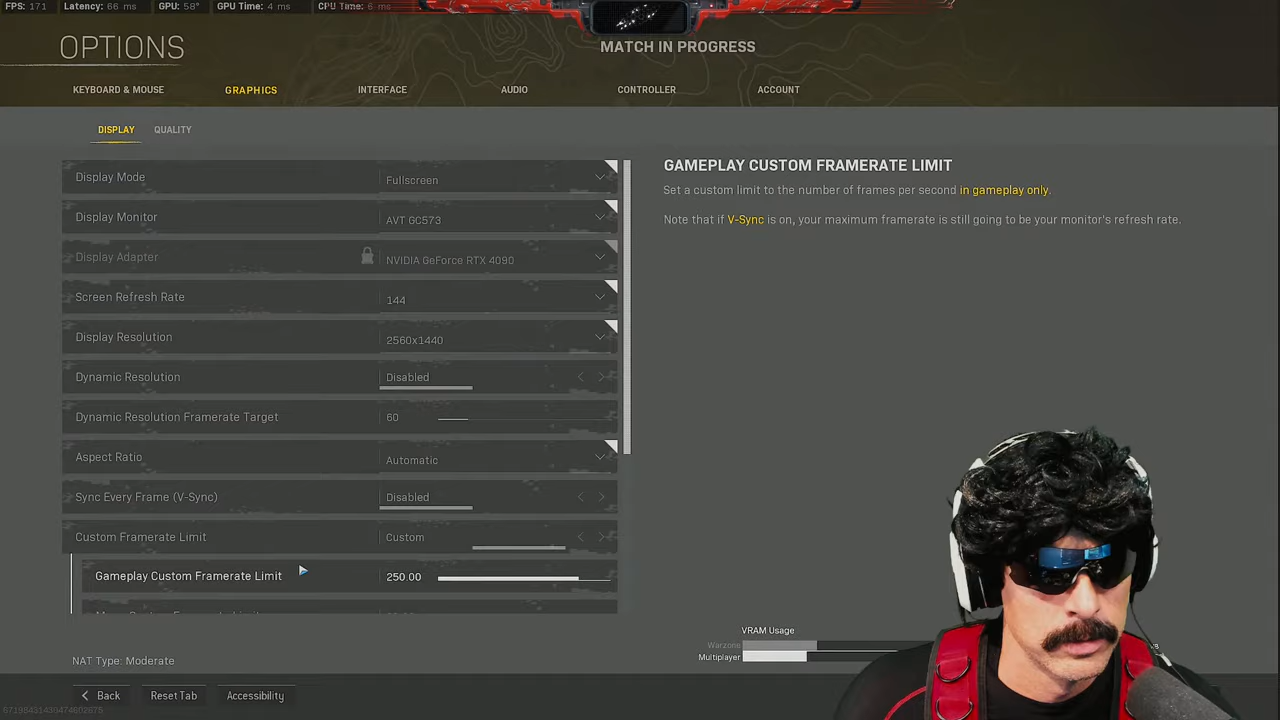 FPS: 171 Latency: 66 ms GPU: 58° GPU Time: 4 ms CPU Time: 6 ms
OPTIONS
MATCH IN PROGRESS
KEYBOARD & MOUSE GRAPHICS INTERFACE AUDIO CONTROLLER ACCOUNT
DISPLAY QUALITY
Display Mode Fullscreen
Display Monitor AVT GC573
Display Adapter NVIDIA GeForce RTX 4090
Screen Refresh Rate 144
Display Resolution 2560x1440
Dynamic Resolution Disabled
Dynamic Resolution Framerate Target 60
Aspect Ratio Automatic
Sync Every Frame (V-Sync) Disabled
Custom Framerate Limit Custom
Gameplay Custom Framerate Limit 250.00
GAMEPLAY CUSTOM FRAMERATE LIMIT
Set a custom limit to the number of frames per second in gameplay only.
Note that if V-Sync is on, your maximum framerate is still going to be your monitor's refresh rate.
VRAM Usage
Warzone
Multiplayer
NAT Type: Moderate
Back Reset Tab Accessibility